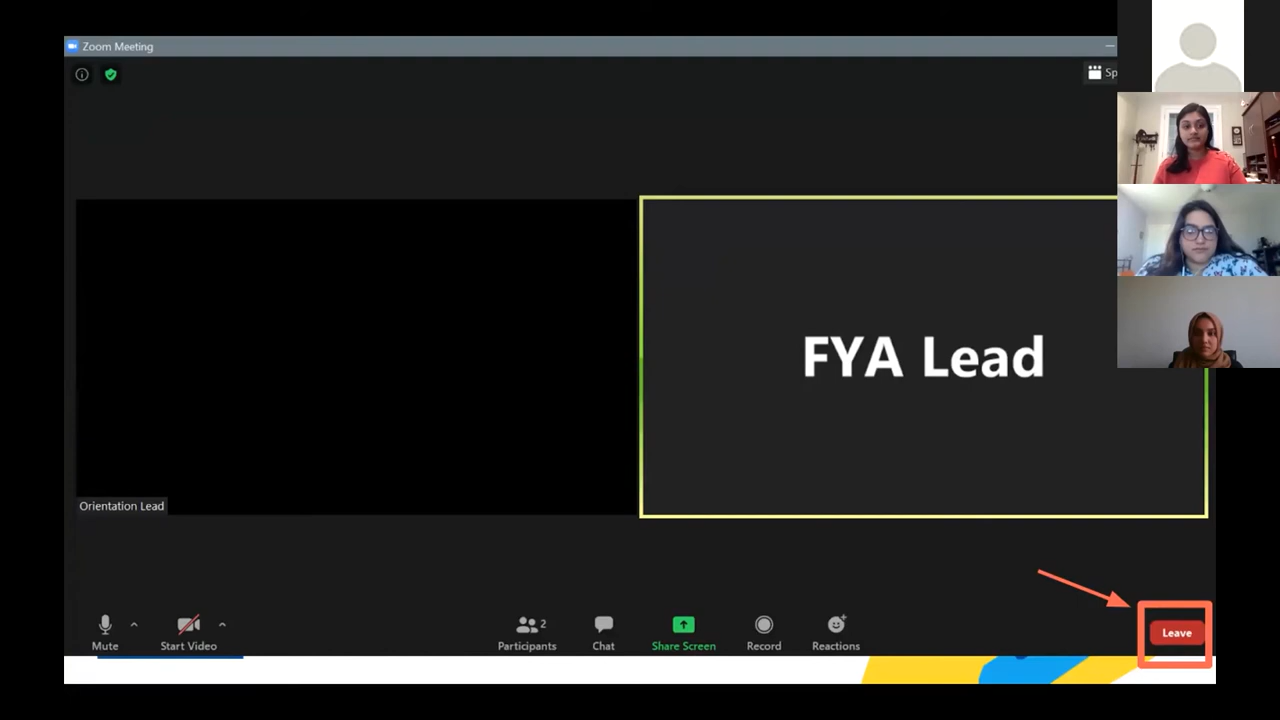 Zoom Meeting
Sp
FYA Lead
Orientation Lead
2
Mute
Start Video
Participants
Chat
Share Screen
Record
Reactions
Leave